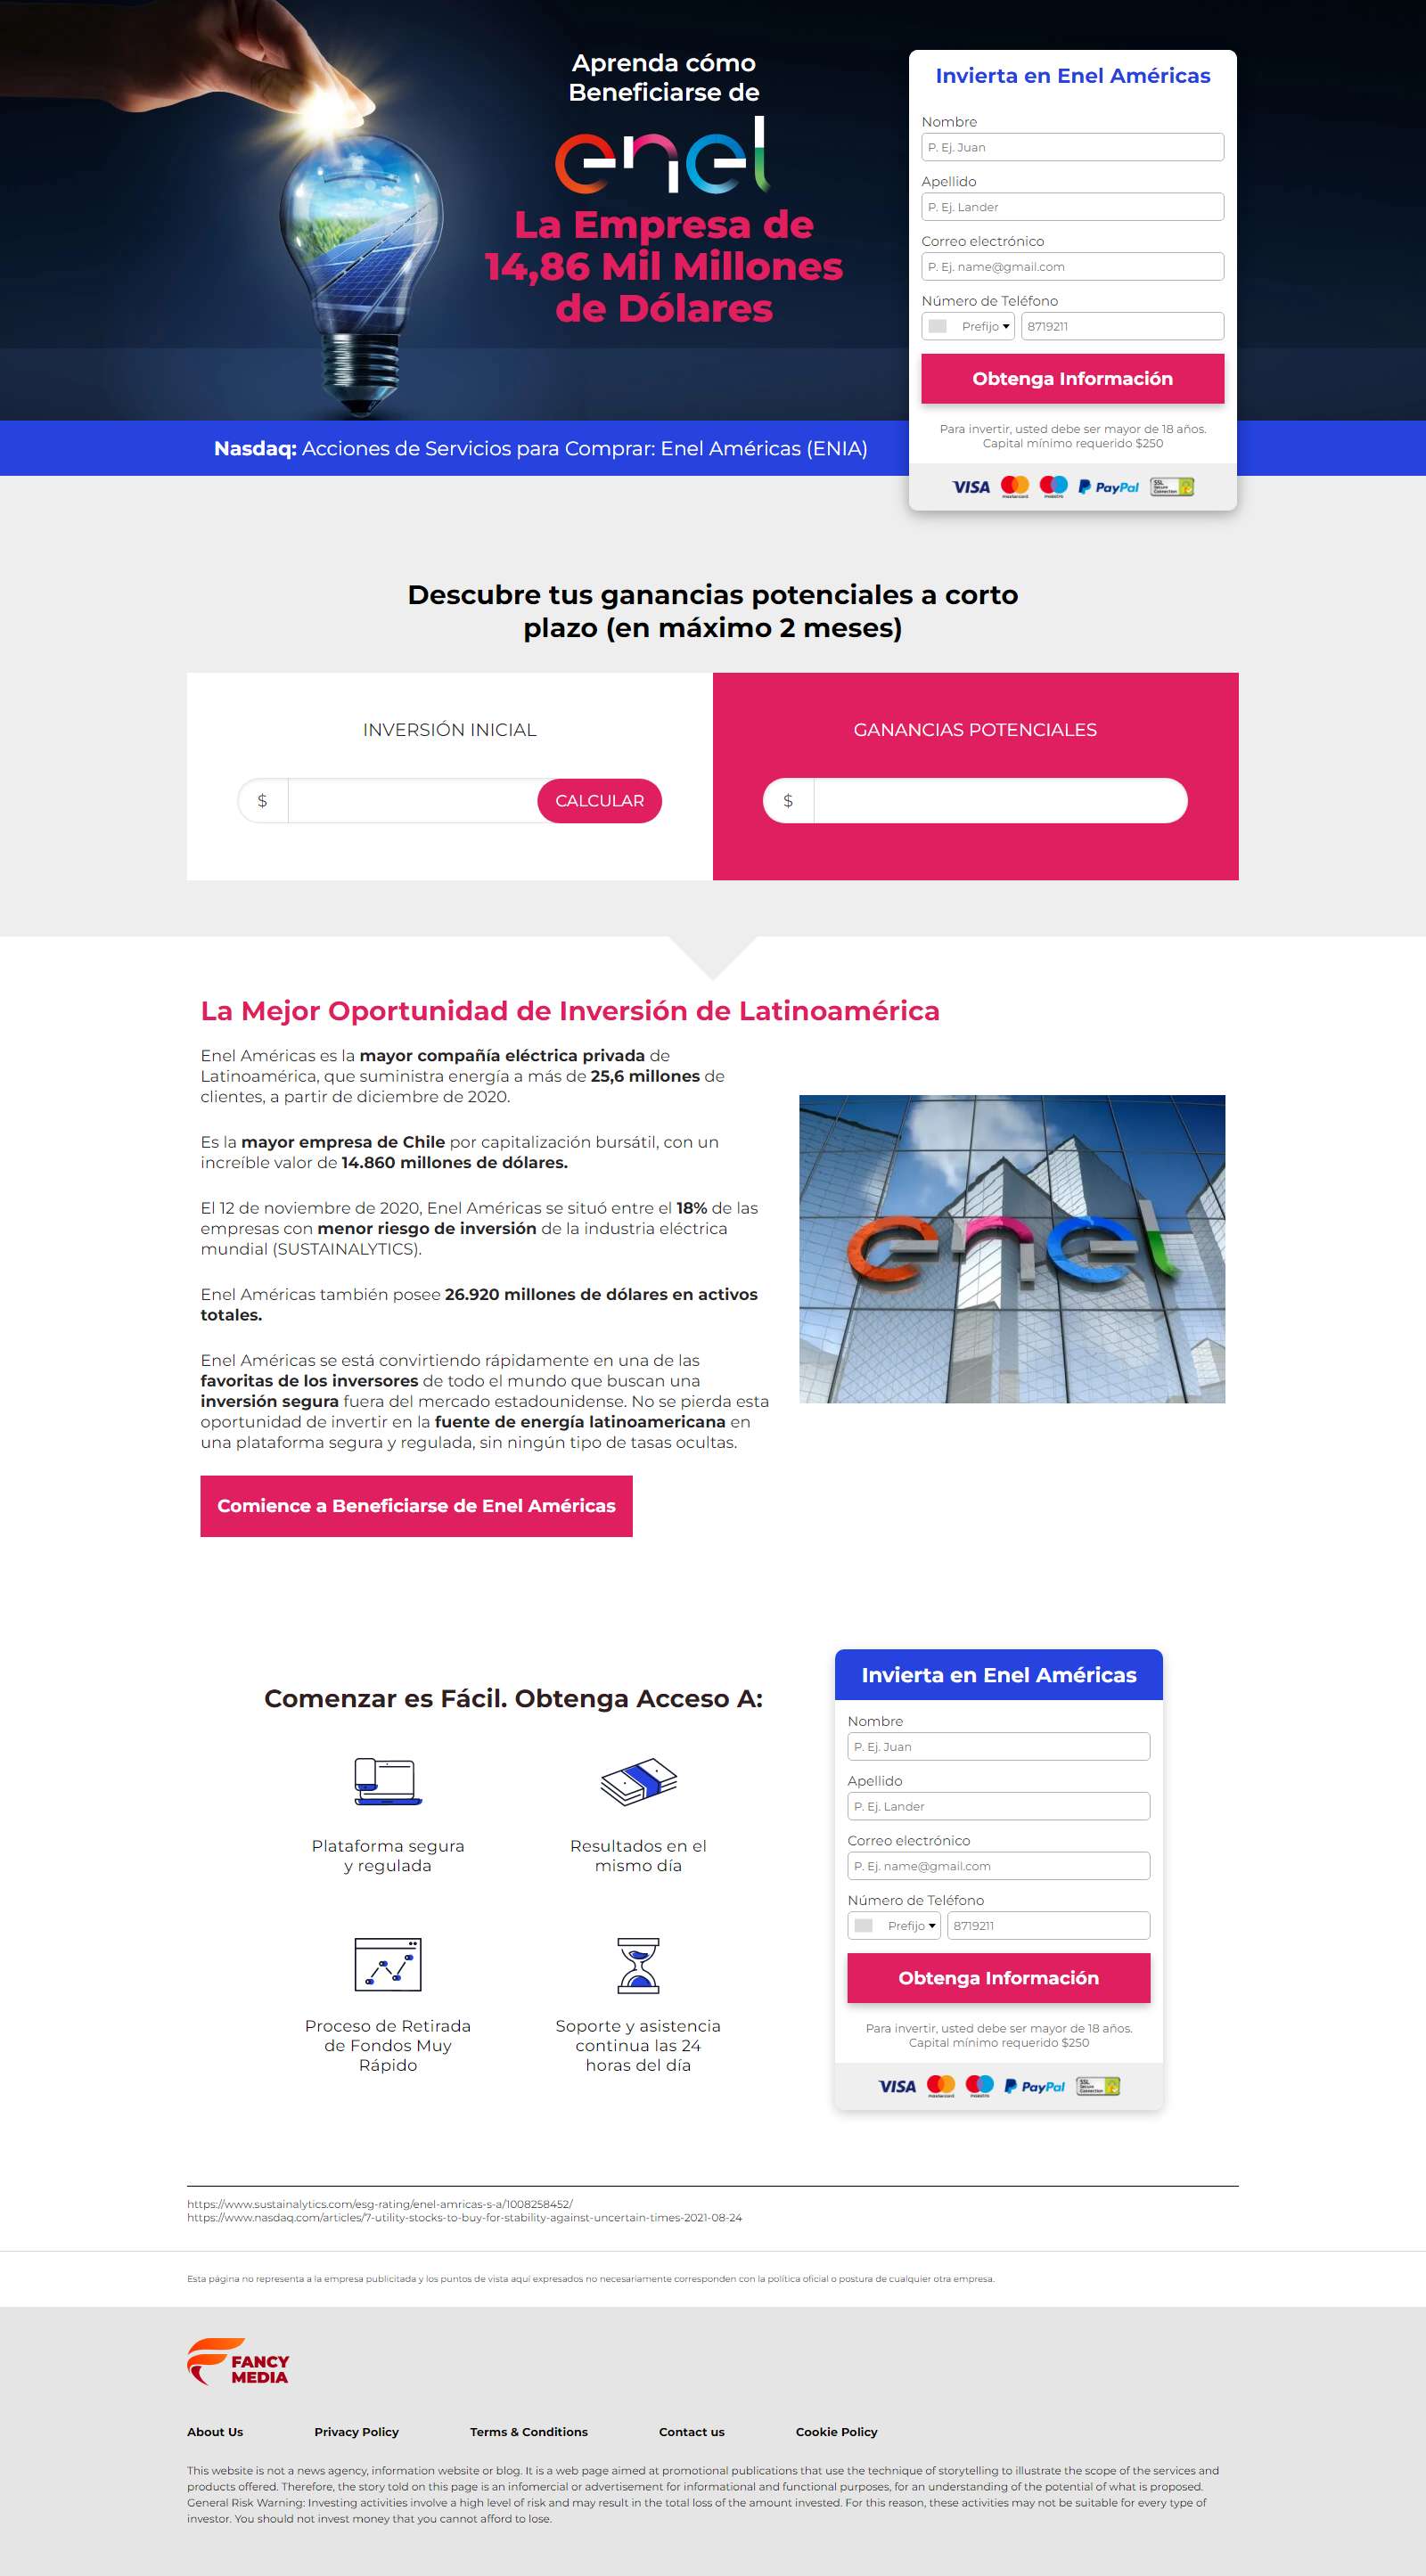 Aprenda cómo
Beneficiarse de
enel
La Empresa de
14,86 Mil Millones
de Dólares
Nasdaq: Acciones de Servicios para Comprar: Enel Américas (ENIA)
Invierta en Enel Américas
Nombre
P. Ej. Juan
Apellido
P. Ej. Lander
Correo electrónico
P. Ej. name@gmail.com
Número de Teléfono
Prefijo 8719211
Obtenga Información
Para invertir, usted debe ser mayor de 18 años.
Capital mínimo requerido $250
VISA mastercard maestro PayPal SSL Secure Connection
Descubre tus ganancias potenciales a corto
plazo (en máximo 2 meses)
INVERSIÓN INICIAL
$ CALCULAR
GANANCIAS POTENCIALES
$
La Mejor Oportunidad de Inversión de Latinoamérica
Enel Américas es la mayor compañía eléctrica privada de
Latinoamérica, que suministra energía a más de 25,6 millones de
clientes, a partir de diciembre de 2020.
Es la mayor empresa de Chile por capitalización bursátil, con un
increíble valor de 14.860 millones de dólares.
El 12 de noviembre de 2020, Enel Américas se situó entre el 18% de las
empresas con menor riesgo de inversión de la industria eléctrica
mundial (SUSTAINALYTICS).
Enel Américas también posee 26.920 millones de dólares en activos
totales.
Enel Américas se está convirtiendo rápidamente en una de las
favoritas de los inversores de todo el mundo que buscan una
inversión segura fuera del mercado estadounidense. No se pierda esta
oportunidad de invertir en la fuente de energía latinoamericana en
una plataforma segura y regulada, sin ningún tipo de tasas ocultas.
enel
Comience a Beneficiarse de Enel Américas
Comenzar es Fácil. Obtenga Acceso A:
Plataforma segura
y regulada
Resultados en el
mismo día
Proceso de Retirada
de Fondos Muy
Rápido
Soporte y asistencia
continua las 24
horas del día
Invierta en Enel Américas
Nombre
P. Ej. Juan
Apellido
P. Ej. Lander
Correo electrónico
P. Ej. name@gmail.com
Número de Teléfono
Prefijo 8719211
Obtenga Información
Para invertir, usted debe ser mayor de 18 años.
Capital mínimo requerido $250
VISA mastercard maestro PayPal SSL Secure Connection
https://www.sustainalytics.com/esg-rating/enel-amricas-s-a/1008258452/
https://www.nasdaq.com/articles/7-utility-stocks-to-buy-for-stability-against-uncertain-times-2021-08-24
Esta página no representa a la empresa publicitada y los puntos de vista aquí expresados no necesariamente corresponden con la política oficial o postura de cualquier otra empresa.
FANCY
MEDIA
About Us Privacy Policy Terms & Conditions Contact us Cookie Policy
This website is not a news agency, information website or blog. It is a web page aimed at promotional publications that use the technique of storytelling to illustrate the scope of the services and
products offered. Therefore, the story told on this page is an infomercial or advertisement for informational and functional purposes, for an understanding of the potential of what is proposed.
General Risk Warning: Investing activities involve a high level of risk and may result in the total loss of the amount invested. For this reason, these activities may not be suitable for every type of
investor. You should not invest money that you cannot afford to lose.